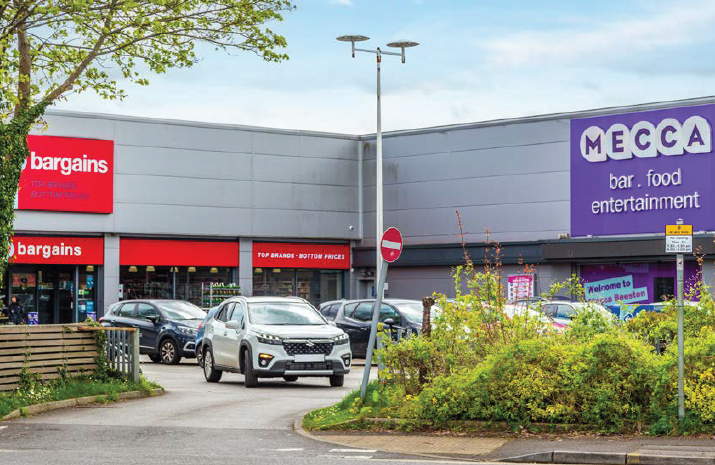 bargains
TOP BRANDS
BOTTOM PRICES
bargains
TOP BRANDS · BOTTOM PRICES
MECCA
bar . food
entertainment
Welcome to
Mecca Beeston